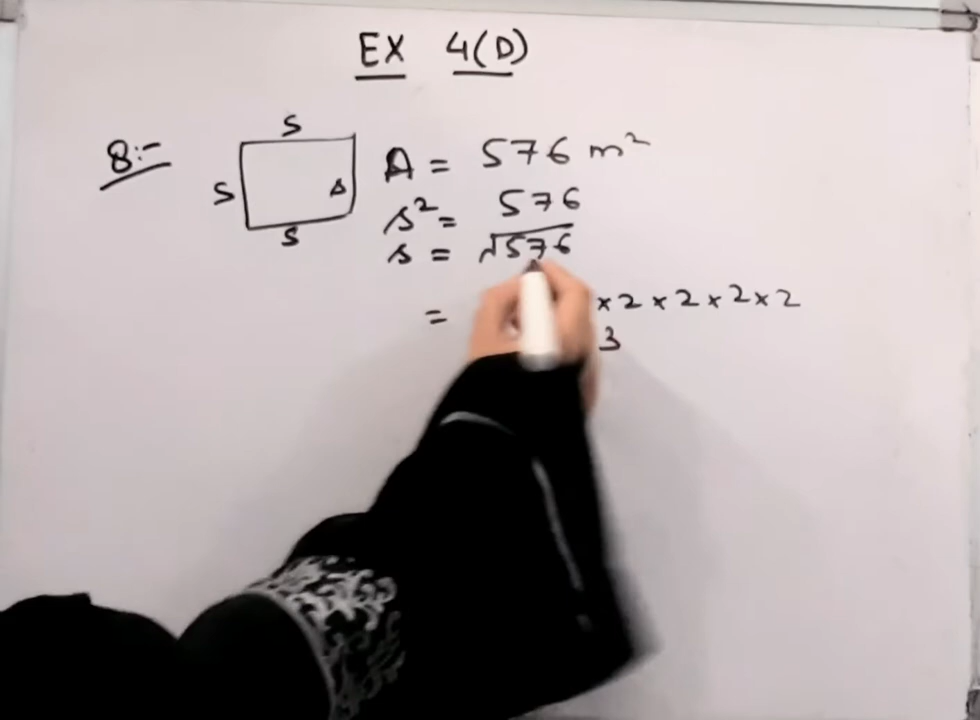 EX 4(D)
8:-
S
S
s
S
A = 576 m²
s² = 576
s = √576
= ×2×2×2×2
3